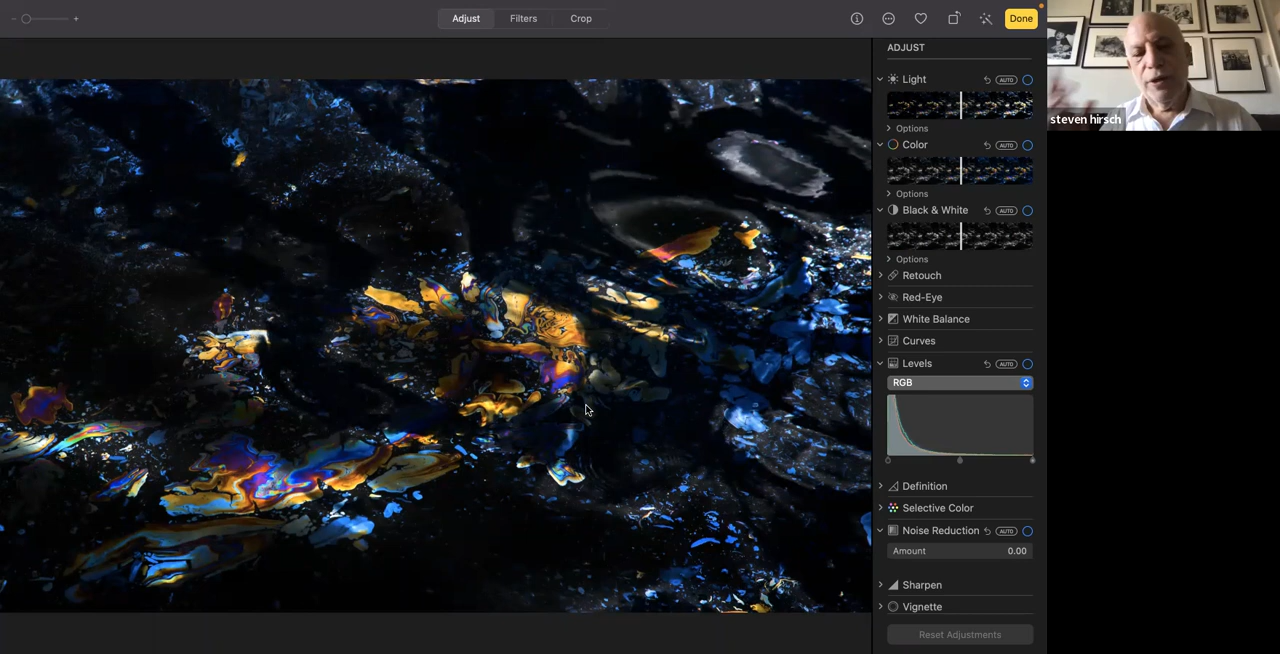 Adjust
Filters
Crop
Done
ADJUST
Light
AUTO
Options
Color
AUTO
Options
Black & White
AUTO
Options
Retouch
Red-Eye
White Balance
Curves
Levels
AUTO
RGB
Definition
Selective Color
Noise Reduction
AUTO
Amount
0.00
Sharpen
Vignette
Reset Adjustments
steven hirsch